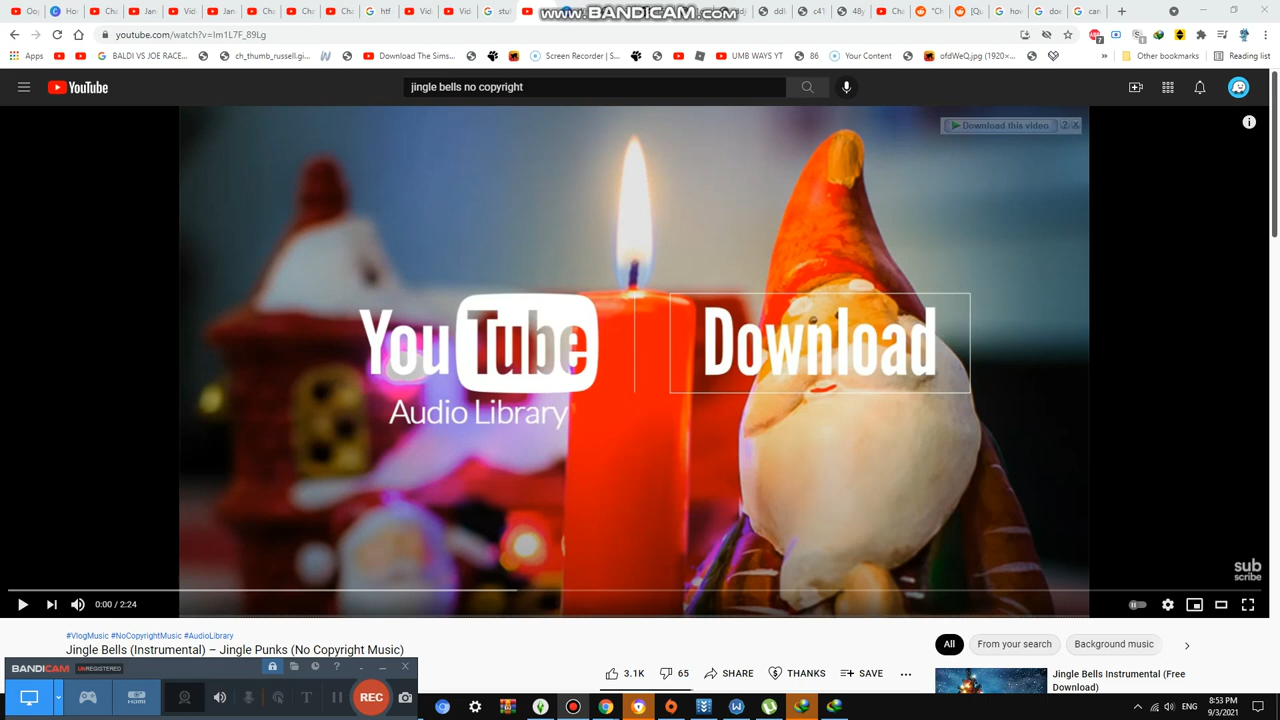 www.BANDICAM.com
Jan
Jan
htf
youtube.com/watch?v=Im1L7F_89Lg
Apps
BALDI VS JOE RACE...
ch_thumb_russell.gi...
Download The Sims...
Screen Recorder | S...
UMB WAYS YT
86
Your Content
ofdWeQ.jpg (1920×...
»
Other bookmarks
Reading list
YouTube
jingle bells no copyright
Download this video
? X
YouTube
Download
Audio Library
sub
scribe
0:00 / 2:24
#VlogMusic #NoCopyrightMusic #AudioLibrary
Jingle Bells (Instrumental) – Jingle Punks (No Copyright Music)
All
From your search
Background music
BANDICAM UNREGISTERED
HDMI
REC
3.1K
65
SHARE
THANKS
SAVE
Jingle Bells Instrumental (Free
Download)
ENG
8:53 PM
9/3/2021